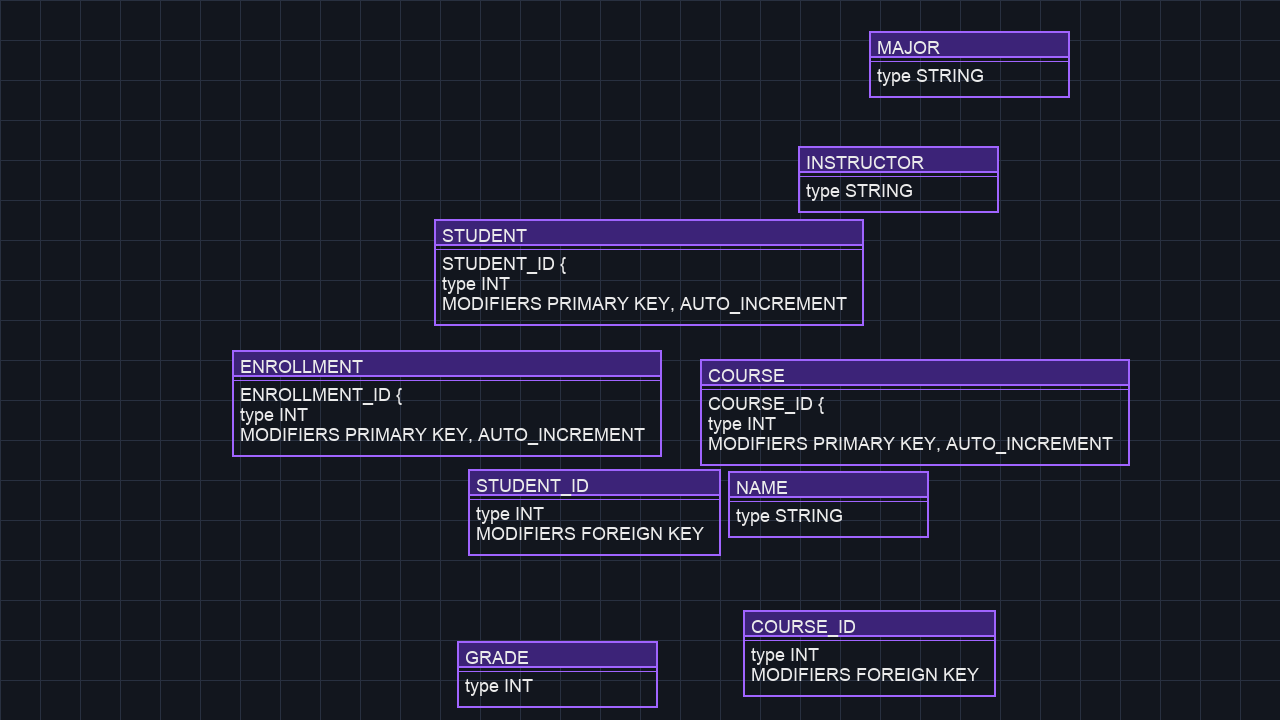 MAJOR
type STRING
INSTRUCTOR
type STRING
STUDENT
STUDENT_ID {
type INT
MODIFIERS PRIMARY KEY, AUTO_INCREMENT
ENROLLMENT
ENROLLMENT_ID {
type INT
MODIFIERS PRIMARY KEY, AUTO_INCREMENT
COURSE
COURSE_ID {
type INT
MODIFIERS PRIMARY KEY, AUTO_INCREMENT
STUDENT_ID
type INT
MODIFIERS FOREIGN KEY
NAME
type STRING
COURSE_ID
type INT
MODIFIERS FOREIGN KEY
GRADE
type INT